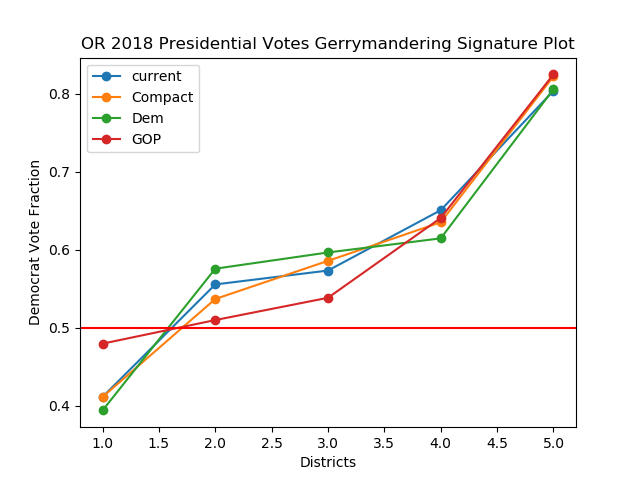 OR 2018 Presidential Votes Gerrymandering Signature Plot
current
Compact
Dem
GOP
0.8
0.7
0.6
0.5
0.4
Democrat Vote Fraction
1.0 1.5 2.0 2.5 3.0 3.5 4.0 4.5 5.0
Districts